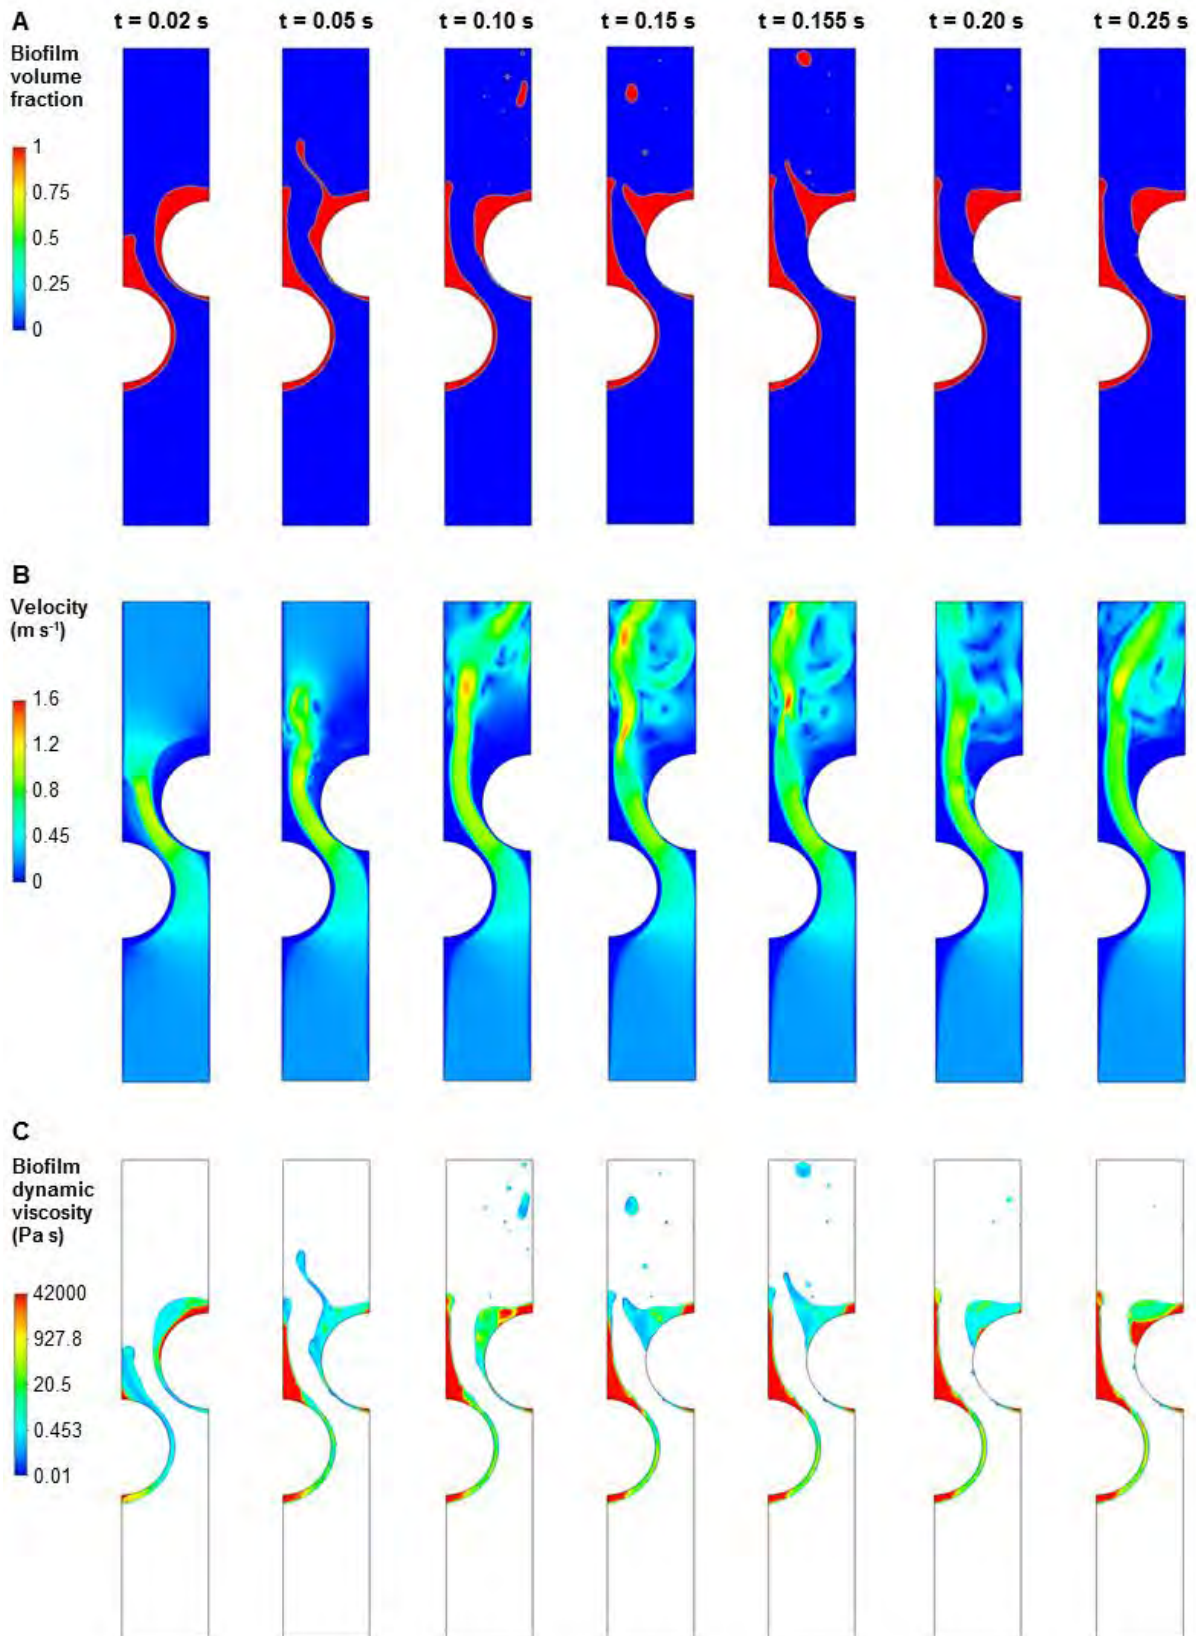 A
t = 0.02 s t = 0.05 s t = 0.10 s t = 0.15 s t = 0.155 s t = 0.20 s t = 0.25 s
Biofilm
volume
fraction
1
0.75
0.5
0.25
0
B
Velocity
(m s⁻¹)
1.6
1.2
0.8
0.45
0
C
Biofilm
dynamic
viscosity
(Pa s)
42000
927.8
20.5
0.453
0.01